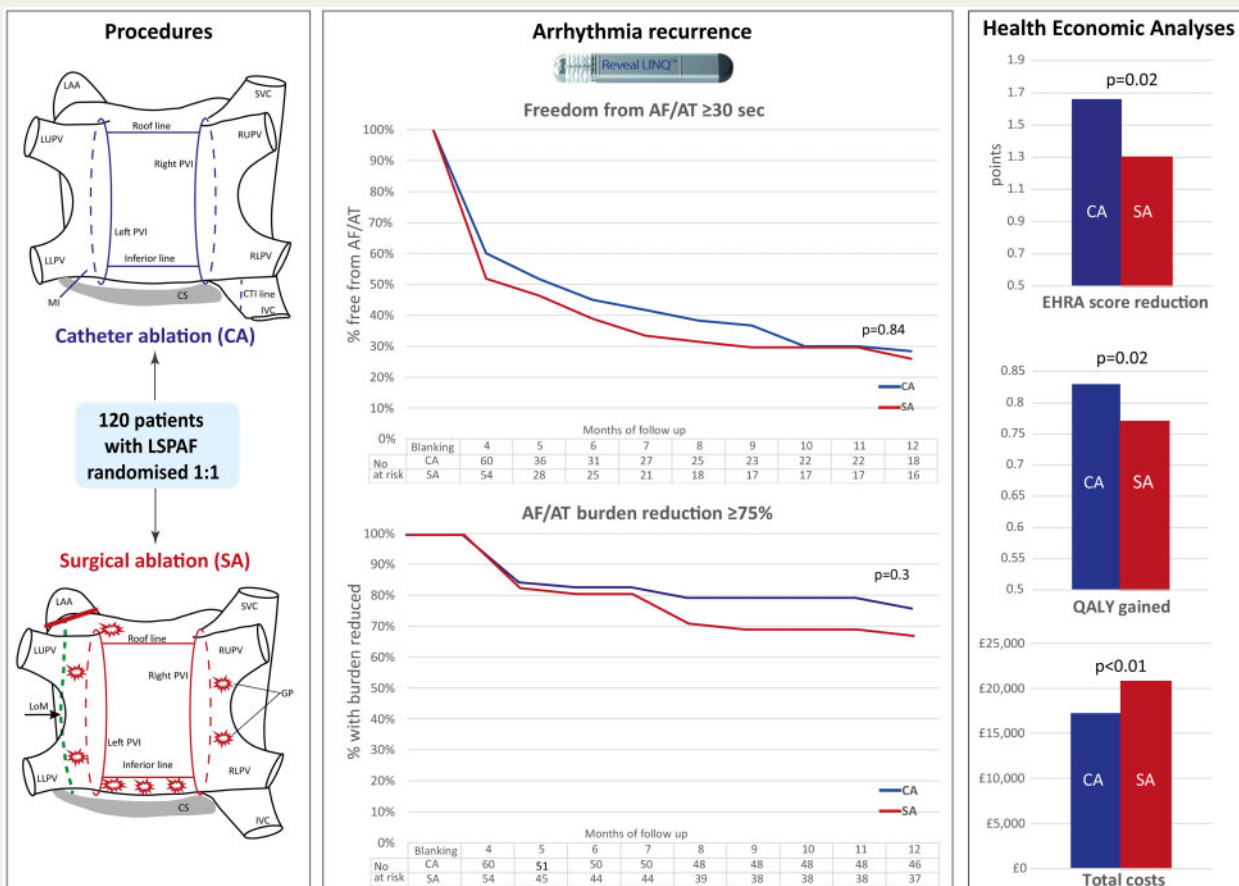 Procedures
LAA
SVC
Roof line
LUPV
RUPV
Right PVI
Left PVI
LLPV
Inferior line
RLPV
MI
CS
CTI line
IVC
Catheter ablation (CA)
120 patients
with LSPAF
randomised 1:1
Surgical ablation (SA)
LAA
SVC
Roof line
LUPV
RUPV
Right PVI
GP
LoM
Left PVI
Inferior line
LLPV
RLPV
CS
IVC
Arrhythmia recurrence
Reveal LINQ™
Freedom from AF/AT ≥30 sec
% free from AF/AT
100%
90%
80%
70%
60%
50%
40%
30%
20%
10%
0%
p=0.84
CA
SA
Months of follow up
Blanking 4 5 6 7 8 9 10 11 12
No at risk
CA 60 36 31 27 25 23 22 22 18
SA 54 28 25 21 18 17 17 17 16
AF/AT burden reduction ≥75%
% with burden reduced
100%
90%
80%
70%
60%
50%
40%
30%
20%
10%
0%
p=0.3
CA
SA
Months of follow up
Blanking 4 5 6 7 8 9 10 11 12
No at risk
CA 60 51 50 50 48 48 48 48 46
SA 54 45 44 44 39 38 38 38 37
Health Economic Analyses
points
1.9
1.7
1.5
1.3
1.1
0.9
0.7
0.5
p=0.02
CA SA
EHRA score reduction
p=0.02
0.85
0.8
0.75
0.7
0.65
0.6
0.55
0.5
CA SA
QALY gained
£25,000
£20,000
£15,000
£10,000
£5,000
£0
p<0.01
CA SA
Total costs